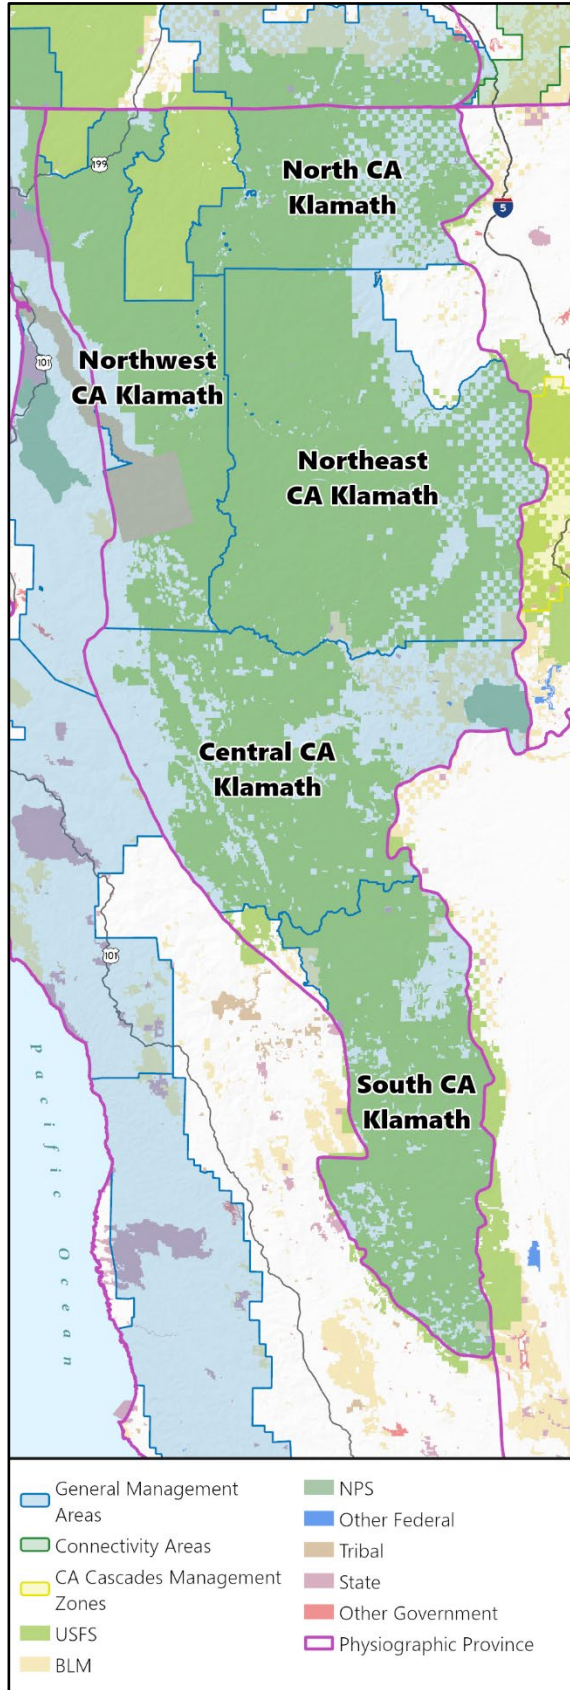 North CA
Klamath
199
5
101
Northwest
CA Klamath
Northeast
CA Klamath
Central CA
Klamath
101
South CA
Klamath
Pacific Ocean
General Management
Areas
Connectivity Areas
CA Cascades Management
Zones
USFS
BLM
NPS
Other Federal
Tribal
State
Other Government
Physiographic Province